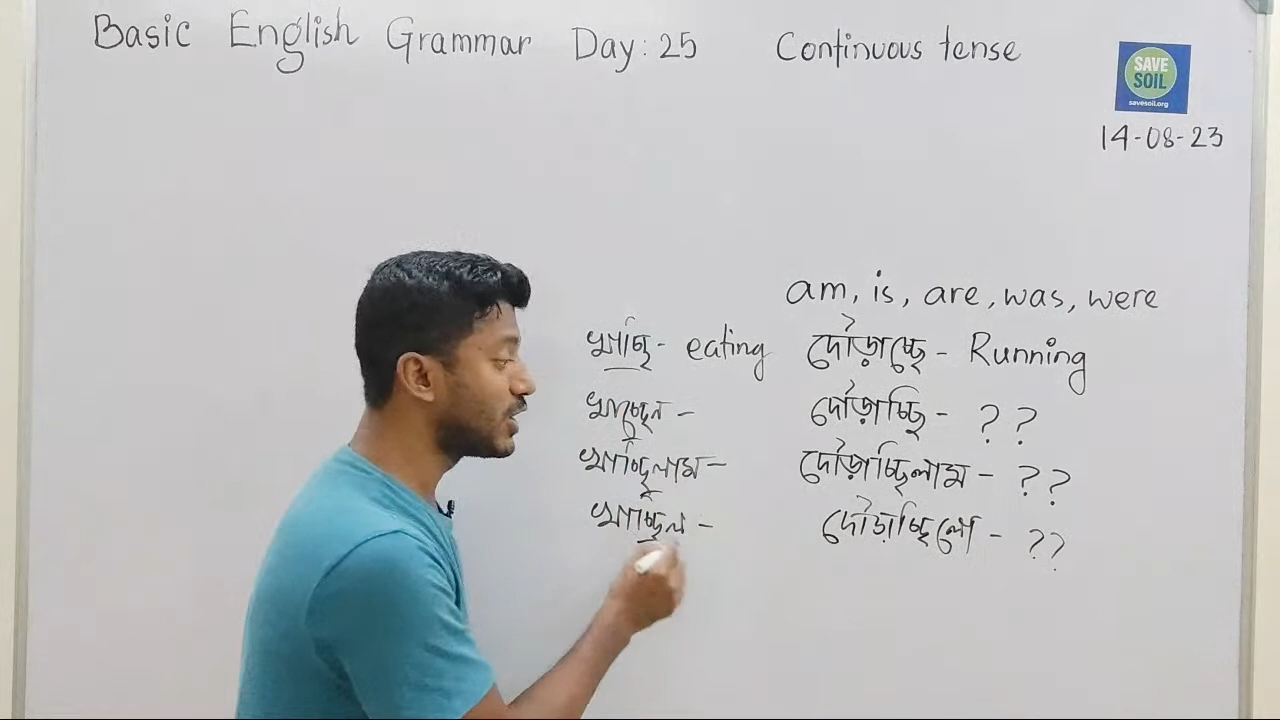 Basic English Grammar Day: 25 Continuous tense
SAVE
SOIL
savesoil.org
14-08-23
am, is, are, was, were
খাচ্ছি - eating দৌড়াচ্ছে - Running
খাচ্ছেন - দৌড়াচ্ছি - ??
খাচ্ছিলাম - দৌড়াচ্ছিলাম - ??
খাচ্ছিল - দৌড়াচ্ছিলো - ??